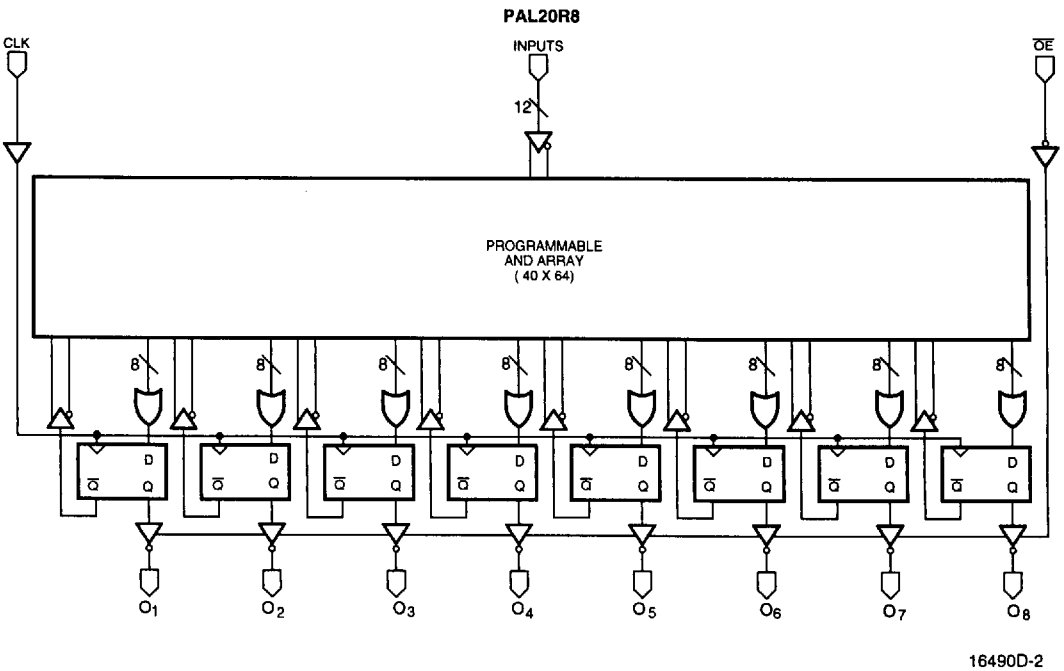 PAL20R8
CLK
INPUTS
O̅E̅
12
PROGRAMMABLE
AND ARRAY
( 40 X 64)
8
8
8
8
8
8
8
8
D
Q̅ Q
D
Q̅ Q
D
Q̅ Q
D
Q̅ Q
D
Q̅ Q
D
Q̅ Q
D
Q̅ Q
D
Q̅ Q
O1
O2
O3
O4
O5
O6
O7
O8
16490D-2